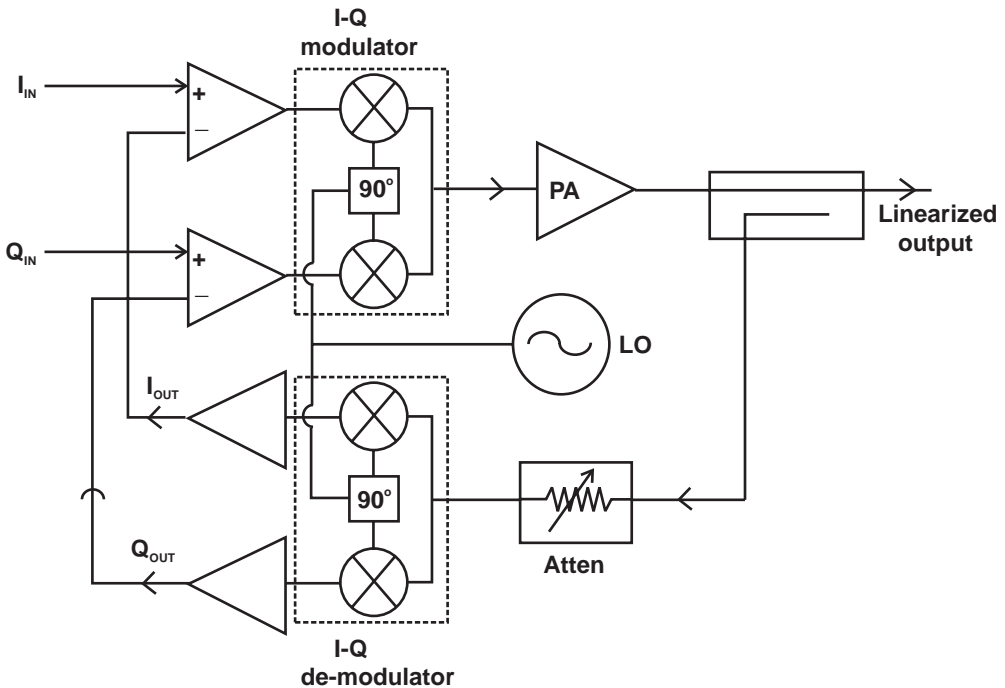 I-Q
modulator
I_IN
+
–
90°
PA
Linearized
output
Q_IN
+
–
LO
I_OUT
90°
Q_OUT
Atten
I-Q
de-modulator